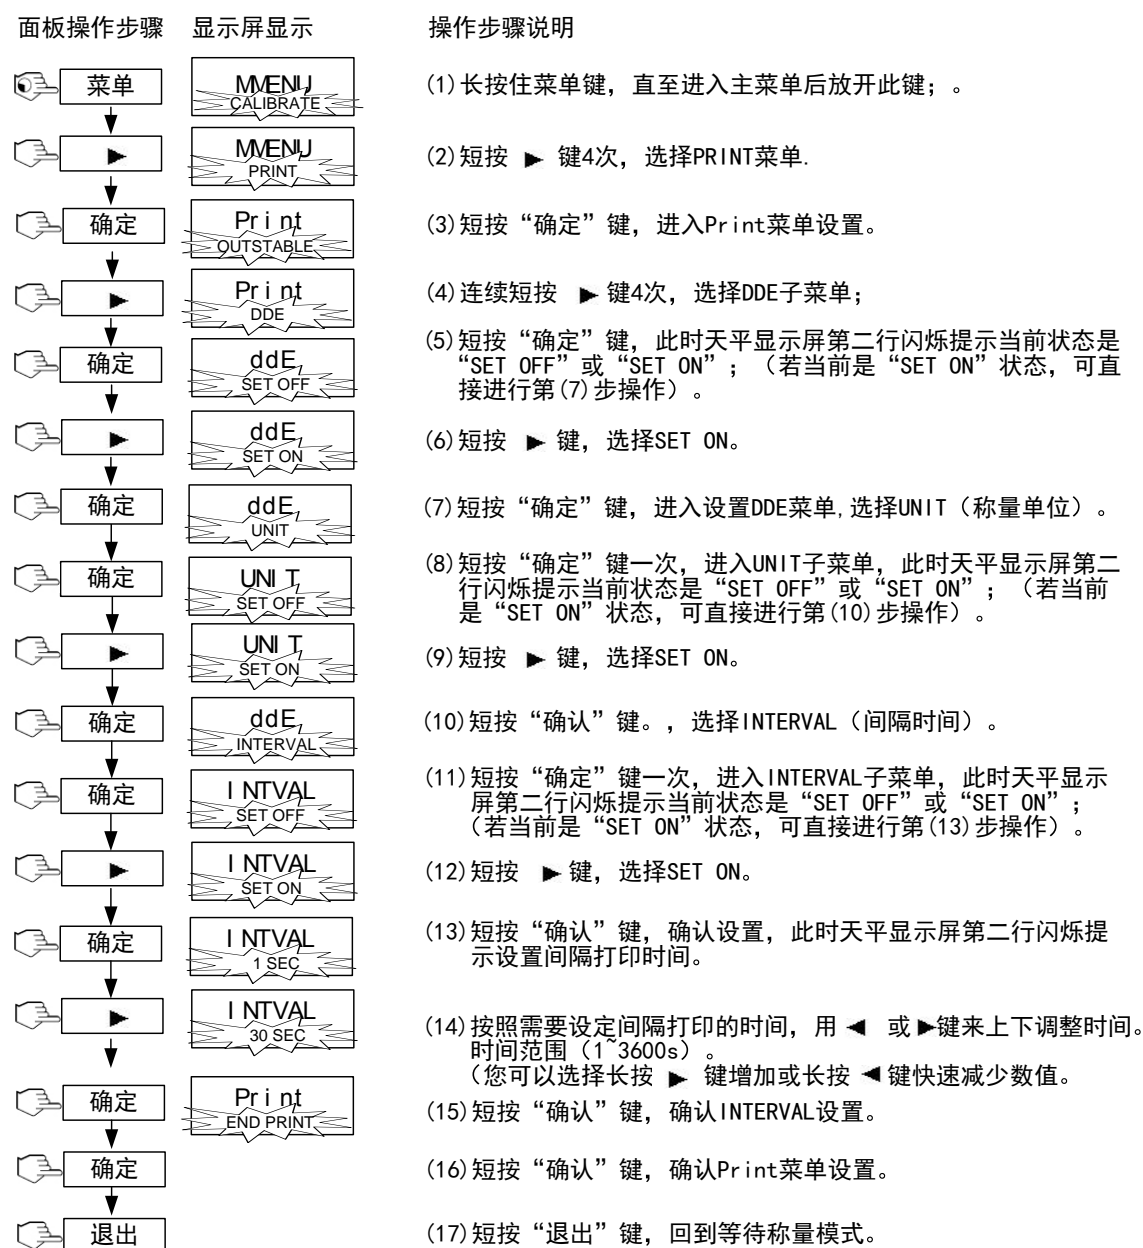 面板操作步骤 显示屏显示 操作步骤说明
菜单
MMENU
CALIBRATE
(1)长按住菜单键，直至进入主菜单后放开此键；。
▶
MMENU
PRINT
(2)短按 ▶ 键4次，选择PRINT菜单.
确定
Print
OUTSTABLE
(3)短按“确定”键，进入Print菜单设置。
▶
Print
DDE
(4)连续短按 ▶ 键4次，选择DDE子菜单；
确定
ddE
SET OFF
(5)短按“确定”键，此时天平显示屏第二行闪烁提示当前状态是
“SET OFF”或“SET ON”；（若当前是“SET ON”状态，可直
接进行第(7)步操作）。
▶
ddE
SET ON
(6)短按 ▶ 键，选择SET ON。
确定
ddE
UNIT
(7)短按“确定”键，进入设置DDE菜单,选择UNIT（称量单位）。
确定
UNIT
SET OFF
(8)短按“确定”键一次，进入UNIT子菜单，此时天平显示屏第二
行闪烁提示当前状态是“SET OFF”或“SET ON”；（若当前
是“SET ON”状态，可直接进行第(10)步操作）。
▶
UNIT
SET ON
(9)短按 ▶ 键，选择SET ON。
确定
ddE
INTERVAL
(10)短按“确认”键。，选择INTERVAL（间隔时间）。
确定
INTVAL
SET OFF
(11)短按“确定”键一次，进入INTERVAL子菜单，此时天平显示
屏第二行闪烁提示当前状态是“SET OFF”或“SET ON”；
（若当前是“SET ON”状态，可直接进行第(13)步操作）。
▶
INTVAL
SET ON
(12)短按 ▶ 键，选择SET ON。
确定
INTVAL
1 SEC
(13)短按“确认”键，确认设置，此时天平显示屏第二行闪烁提
示设置间隔打印时间。
▶
INTVAL
30 SEC
(14)按照需要设定间隔打印的时间，用 ◀ 或 ▶键来上下调整时间。
时间范围（1~3600s）。
（您可以选择长按 ▶ 键增加或长按 ◀ 键快速减少数值。
确定
Print
END PRINT
(15)短按“确认”键，确认INTERVAL设置。
确定
(16)短按“确认”键，确认Print菜单设置。
退出
(17)短按“退出”键，回到等待称量模式。